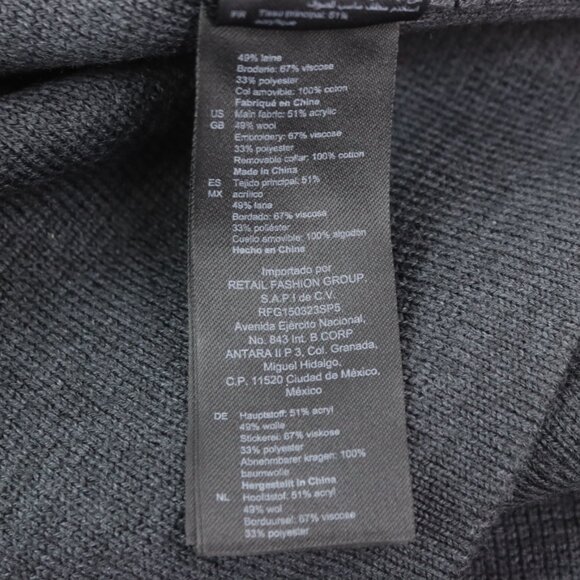 FR Tissu principal: 51%
49% laine
Broderie: 67% viscose
33% polyester
Col amovible: 100% coton
Fabriqué en Chine
US Main fabric: 51% acrylic
GB 49% wool
Embroidery: 67% viscose
33% polyester
Removable collar: 100% cotton
Made in China
ES Tejido principal: 51%
MX acrílico
49% lana
Bordado: 67% viscosa
33% poliéster
Cuello amovible: 100% algodón
Hecho en China
Importado por
RETAIL FASHION GROUP,
S.A.P.I de C.V.
RFG150323SP5
Avenida Ejército Nacional,
No. 843 Int. B CORP
ANTARA II P 3, Col. Granada,
Miguel Hidalgo,
C.P. 11520 Ciudad de México,
México
DE Hauptstoff: 51% acryl
49% wolle
Stickerei: 67% viskose
33% polyester
Abnehmbarer kragen: 100%
baumwolle
Hergestellt in China
NL Hoofdstof: 51% acryl
49% wol
Borduursel: 67% viscose
33% polyester